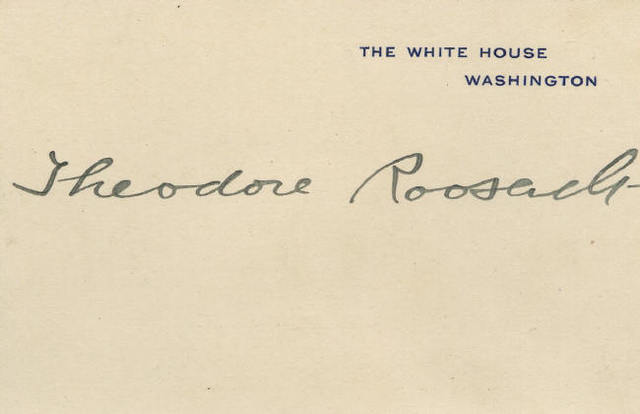 THE WHITE HOUSE
WASHINGTON
Theodore Roosevelt